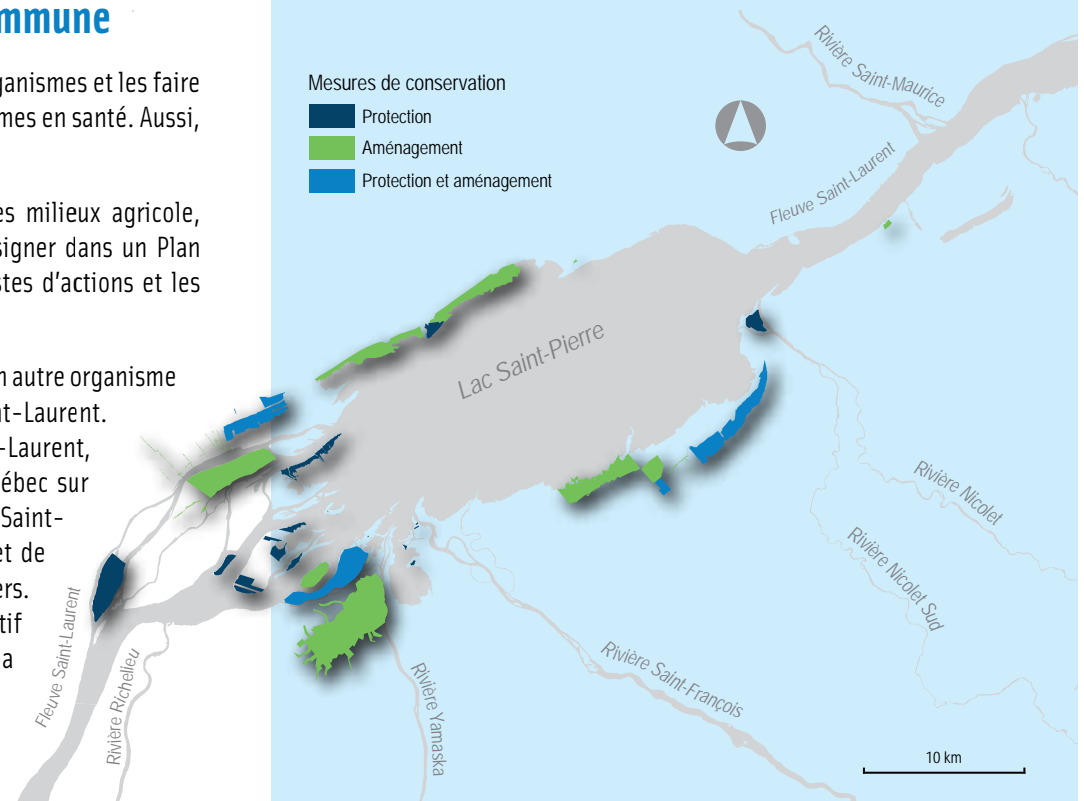 mmune
ganismes et les faire
mes en santé. Aussi,
es milieux agricole,
signer dans un Plan
stes d'actions et les
n autre organisme
nt-Laurent.
-Laurent,
ébec sur
Saint-
et de
ers.
tif
a
Mesures de conservation
Protection
Aménagement
Protection et aménagement
Rivière Saint-Maurice
Fleuve Saint-Laurent
Lac Saint-Pierre
Rivière Nicolet
Rivière Nicolet Sud
Rivière Saint-François
Rivière Yamaska
Rivière Richelieu
Fleuve Saint-Laurent
10 km